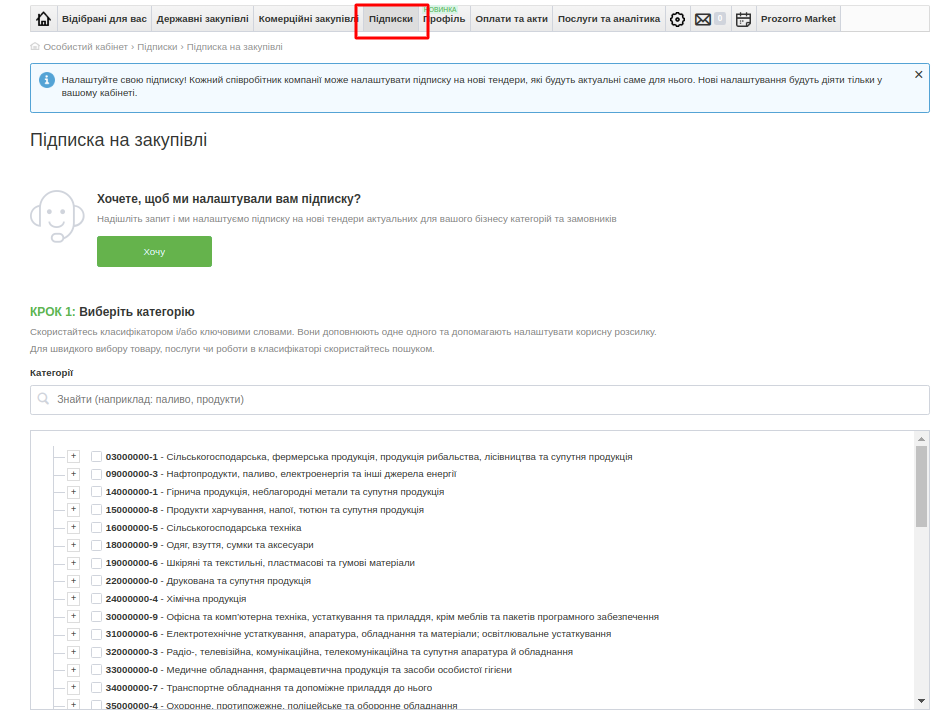 Відібрані для вас Державні закупівлі Комерційні закупівлі Підписки НОВИНКА Профіль Оплати та акти Послуги та аналітика 0 Prozorro Market
Особистий кабінет › Підписки › Підписка на закупівлі
Налаштуйте свою підписку! Кожний співробітник компанії може налаштувати підписку на нові тендери, які будуть актуальні саме для нього. Нові налаштування будуть діяти тільки у
вашому кабінеті.
Підписка на закупівлі
Хочете, щоб ми налаштували вам підписку?
Надішліть запит і ми налаштуємо підписку на нові тендери актуальних для вашого бізнесу категорій та замовників
Хочу
КРОК 1: Виберіть категорію
Скористайтесь класифікатором і/або ключовими словами. Вони доповнюють одне одного та допомагають налаштувати корисну розсилку.
Для швидкого вибору товару, послуги чи роботи в класифікаторі скористайтесь пошуком.
Категорії
Знайти (наприклад: паливо, продукти)
03000000-1 - Сільськогосподарська, фермерська продукція, продукція рибальства, лісівництва та супутня продукція
09000000-3 - Нафтопродукти, паливо, електроенергія та інші джерела енергії
14000000-1 - Гірнича продукція, неблагородні метали та супутня продукція
15000000-8 - Продукти харчування, напої, тютюн та супутня продукція
16000000-5 - Сільськогосподарська техніка
18000000-9 - Одяг, взуття, сумки та аксесуари
19000000-6 - Шкіряні та текстильні, пластмасові та гумові матеріали
22000000-0 - Друкована та супутня продукція
24000000-4 - Хімічна продукція
30000000-9 - Офісна та комп'ютерна техніка, устаткування та приладдя, крім меблів та пакетів програмного забезпечення
31000000-6 - Електротехнічне устаткування, апаратура, обладнання та матеріали; освітлювальне устаткування
32000000-3 - Радіо-, телевізійна, комунікаційна, телекомунікаційна та супутня апаратура й обладнання
33000000-0 - Медичне обладнання, фармацевтична продукція та засоби особистої гігієни
34000000-7 - Транспортне обладнання та допоміжне приладдя до нього
35000000-4 - Охоронне, протипожежне, поліцейське та оборонне обладнання